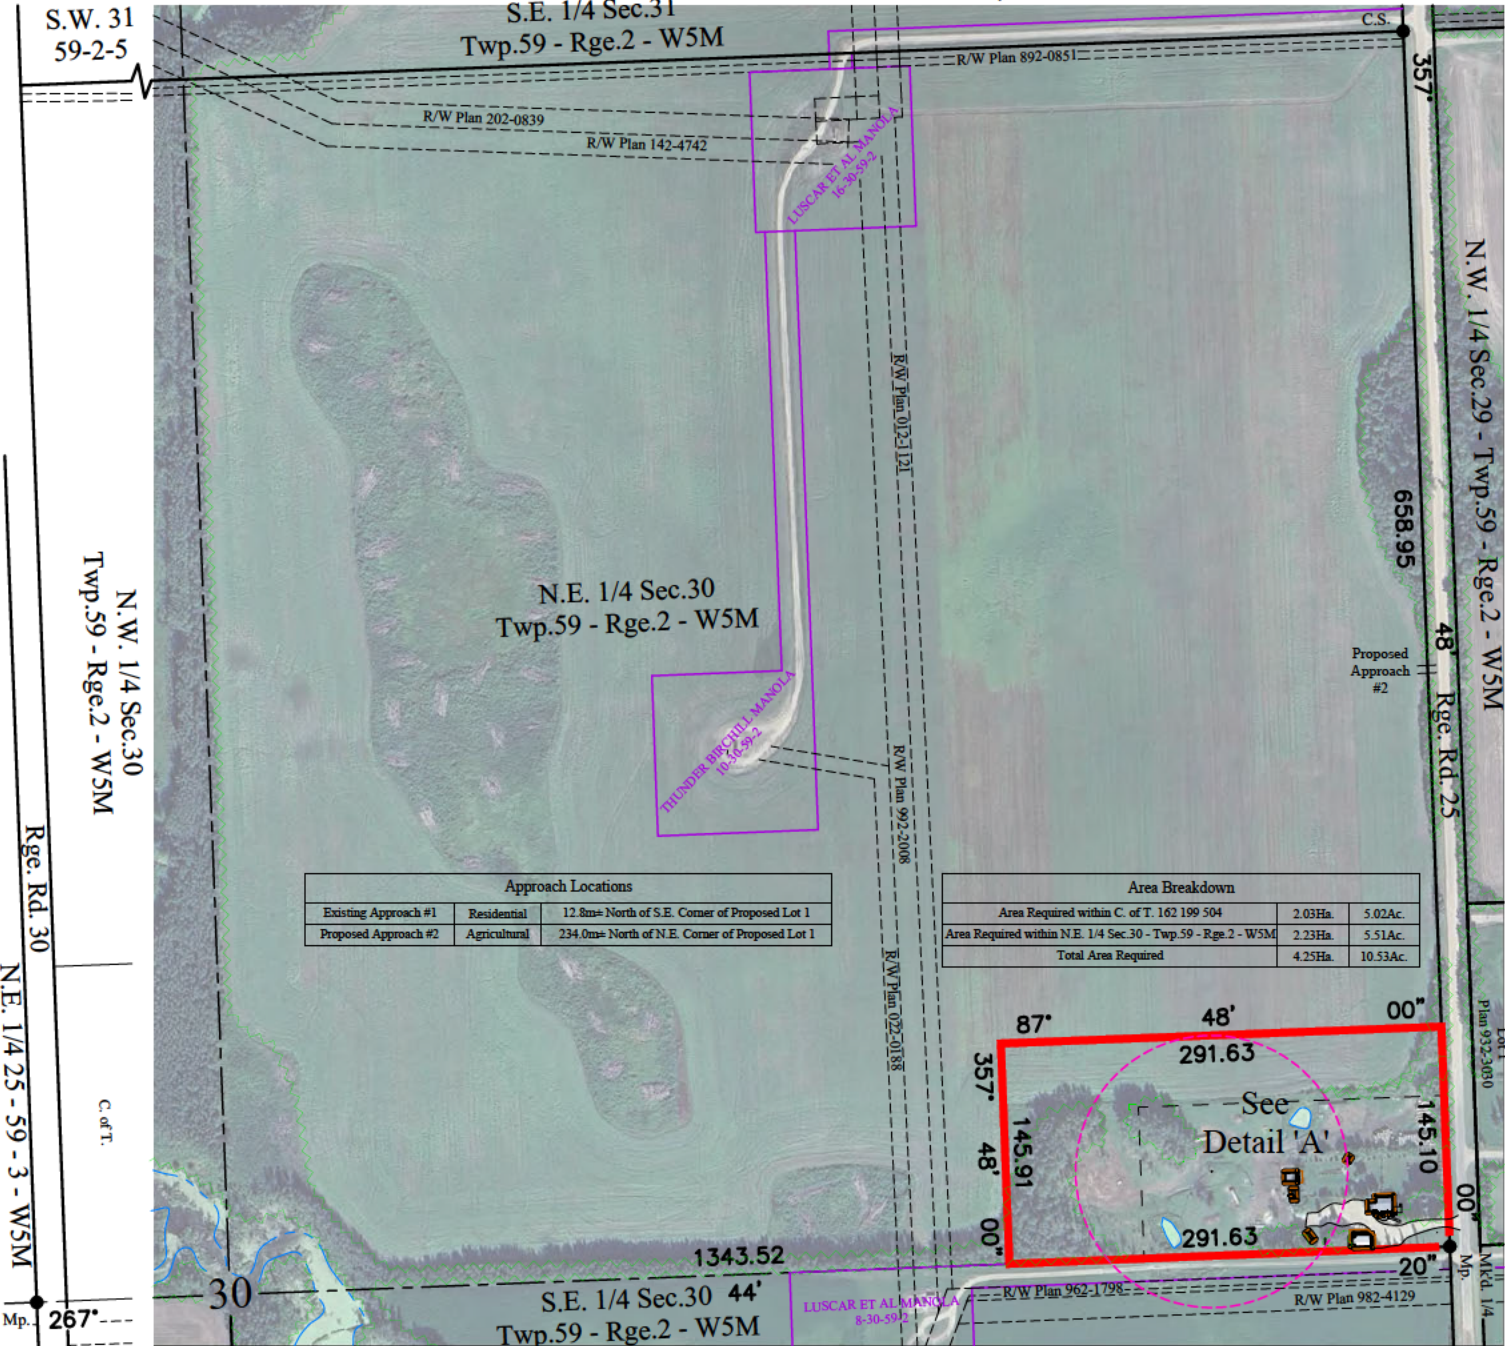 S.W. 31
59-2-5
S.E. 1/4 Sec.31
Twp.59 - Rge.2 - W5M
C.S.
R/W Plan 892-0851
357°
R/W Plan 202-0839
R/W Plan 142-4742
LUSCAR ET AL MANOLA
16-30-59-2
N.W. 1/4 Sec.29 - Twp.59 - Rge.2 - W5M
R/W Plan 012-1121
658.95
N.E. 1/4 Sec.30
Twp.59 - Rge.2 - W5M
N.W. 1/4 Sec.30
Twp.59 - Rge.2 - W5M
Proposed
Approach
#2
48'
Rge. Rd. 25
THUNDER BIRCHILL MANOLA
10-30-59-2
R/W Plan 992-2008
Rge. Rd. 30
Approach Locations
Existing Approach #1 Residential 12.8m± North of S.E. Corner of Proposed Lot 1
Proposed Approach #2 Agricultural 234.0m± North of N.E. Corner of Proposed Lot 1
Area Breakdown
Area Required within C. of T. 162 199 504 2.03Ha. 5.02Ac.
Area Required within N.E. 1/4 Sec.30 - Twp.59 - Rge.2 - W5M 2.23Ha. 5.51Ac.
Total Area Required 4.25Ha. 10.53Ac.
R/W Plan 022-0188
N.E. 1/4 25 - 59 - 3 - W5M
C. of T.
87° 48' 00"
291.63
357°
48'
00"
145.91
See
Detail 'A'
145.10
00"
Lot 1
Plan 932-3030
291.63
20"
Mp.
Mk'd. 1/4
1343.52
30
S.E. 1/4 Sec.30 44'
Twp.59 - Rge.2 - W5M
LUSCAR ET AL MANOLA
8-30-59-2
R/W Plan 962-1798
R/W Plan 982-4129
Mp. 267°